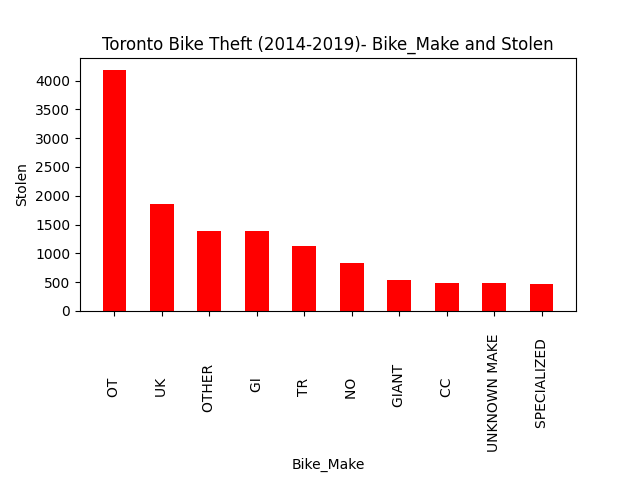 Toronto Bike Theft (2014-2019)- Bike_Make and Stolen
Stolen
4000
3500
3000
2500
2000
1500
1000
500
0
OT
UK
OTHER
GI
TR
NO
GIANT
CC
UNKNOWN MAKE
SPECIALIZED
Bike_Make